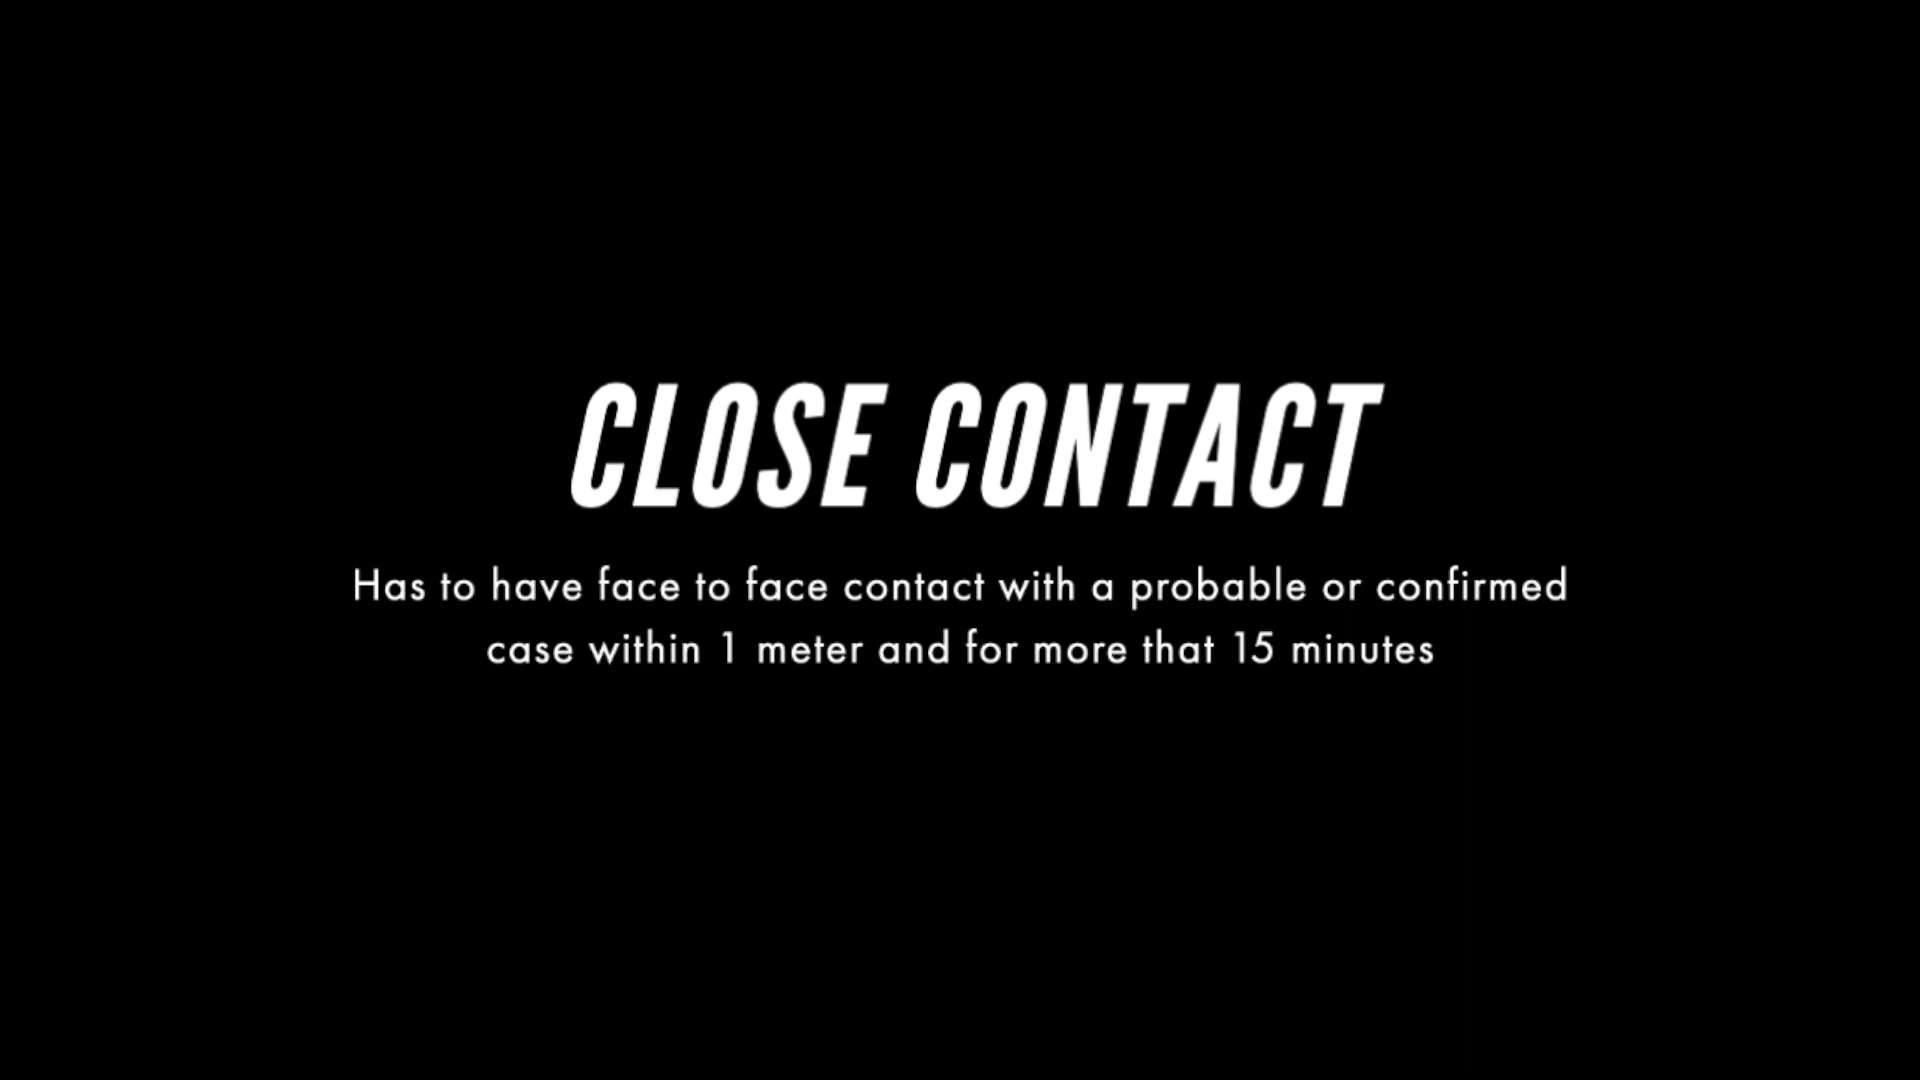 CLOSE CONTACT
Has to have face to face contact with a probable or confirmed
case within 1 meter and for more that 15 minutes